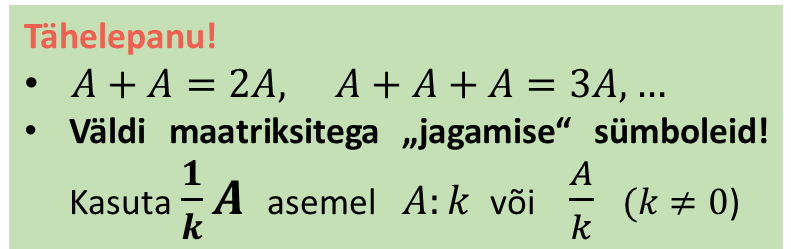 Tähelepanu!
• A + A = 2A, A + A + A = 3A, …
• Väldi maatriksitega „jagamise“ sümboleid!
Kasuta 1/k A asemel A: k või A/k (k ≠ 0)